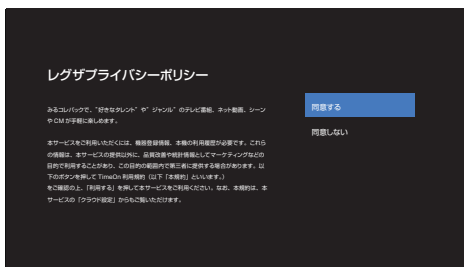 レグザプライバシーポリシー
みるコレパックで、"好きなタレント" や" ジャンル" のテレビ番組、ネット動画、シーン
や CM が手軽に楽しめます。
本サービスをご利用いただくには、機器登録情報、本機の利用履歴が必要です。これら
の情報は、本サービスの提供以外に、品質改善や統計情報としてマーケティングなどの
目的で利用することがあり、この目的の範囲内で第三者に提供する場合があります。以
下のボタンを押して TimeOn 利用規約（以下「本規約」といいます。）
をご確認の上、「利用する」を押して本サービスをご利用ください。なお、本規約は、本
サービスの「クラウド設定」からもご覧いただけます。
同意する
同意しない